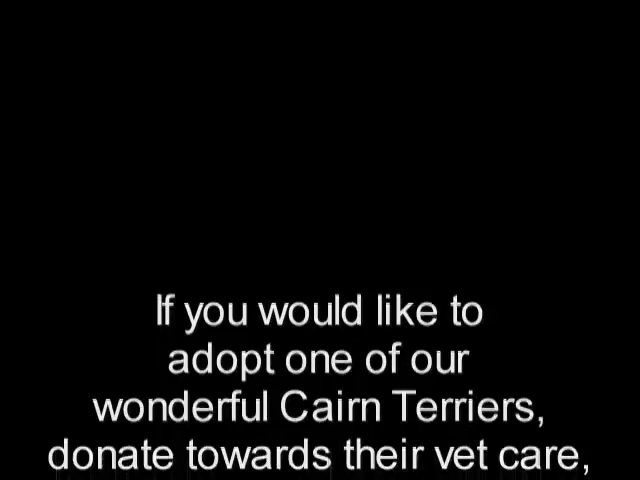 If you would like to
adopt one of our
wonderful Cairn Terriers,
donate towards their vet care,